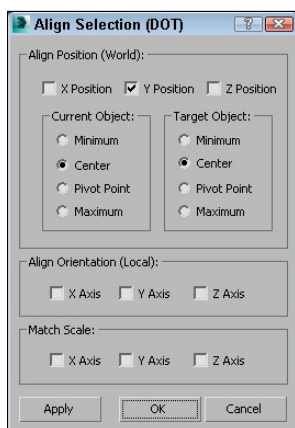 Align Selection (DOT)
Align Position (World):
X Position Y Position Z Position
Current Object: Target Object:
Minimum Minimum
Center Center
Pivot Point Pivot Point
Maximum Maximum
Align Orientation (Local):
X Axis Y Axis Z Axis
Match Scale:
X Axis Y Axis Z Axis
Apply OK Cancel